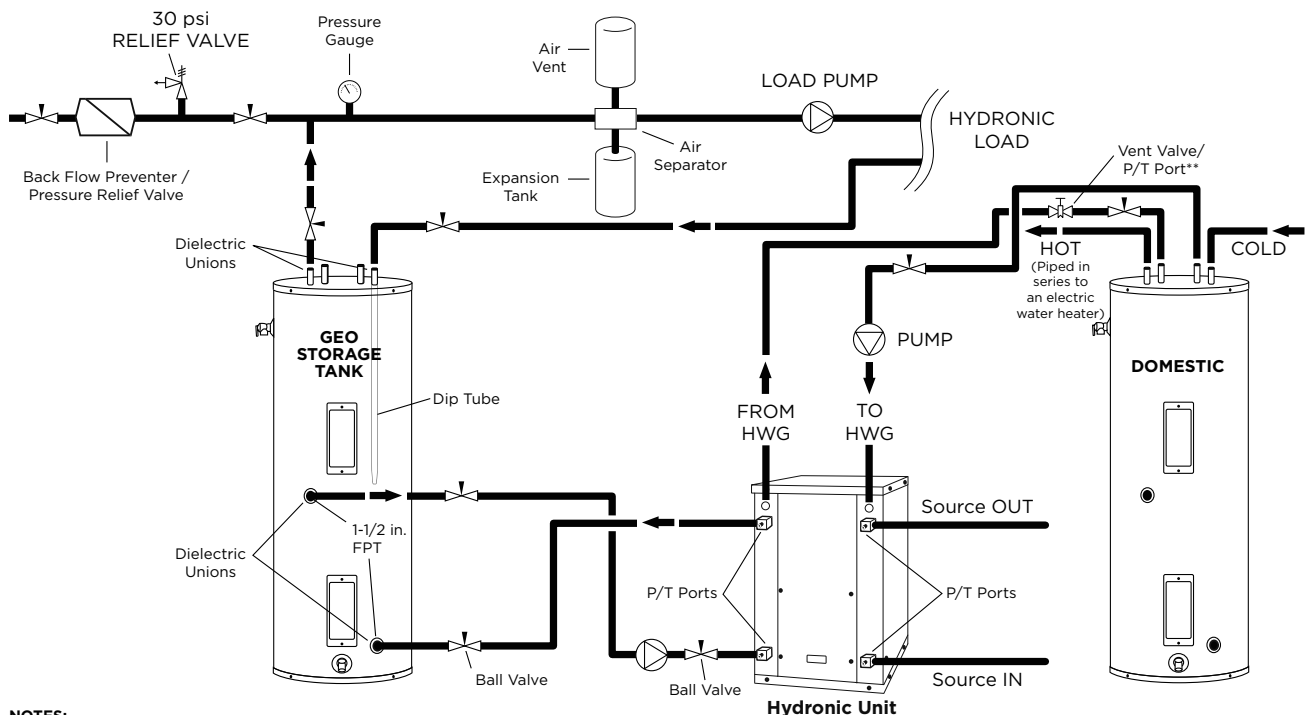 30 psi
RELIEF VALVE
Pressure
Gauge
Air
Vent
LOAD PUMP
HYDRONIC
LOAD
Air
Separator
Vent Valve/
P/T Port**
Back Flow Preventer /
Pressure Relief Valve
Expansion
Tank
Dielectric
Unions
HOT
(Piped in
series to
an electric
water heater)
COLD
GEO
STORAGE
TANK
PUMP
DOMESTIC
Dip Tube
FROM
HWG
TO
HWG
Source OUT
1-1/2 in.
FPT
Dielectric
Unions
P/T Ports
P/T Ports
Ball Valve
Ball Valve
Source IN
Hydronic Unit
NOTES: